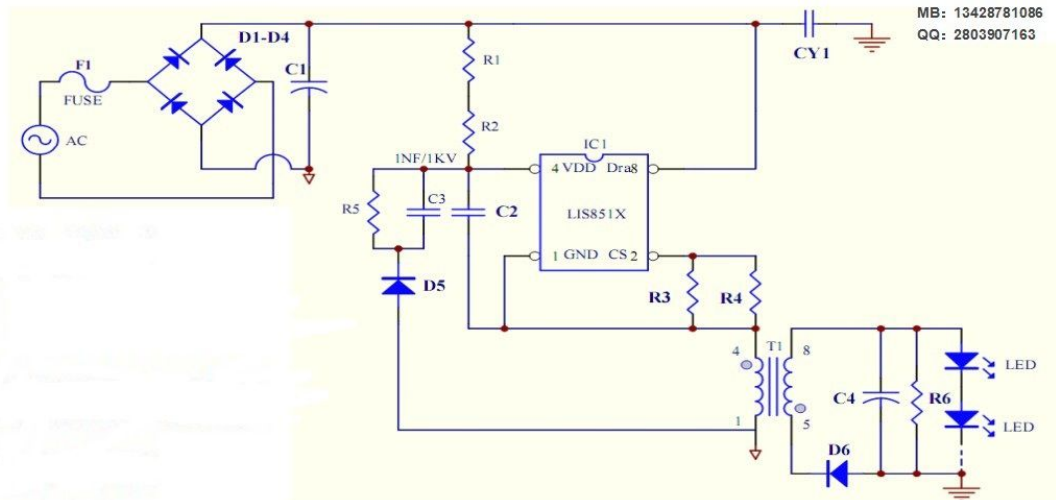 MB: 13428781086
QQ: 2803907163
D1-D4
F1
FUSE
AC
C1
R1
R2
CY1
1NF/1KV
IC1
4 VDD Dra8
LIS851X
1 GND CS 2
R5
C3
C2
D5
R3
R4
4
T1
8
1
5
C4
R6
LED
LED
D6